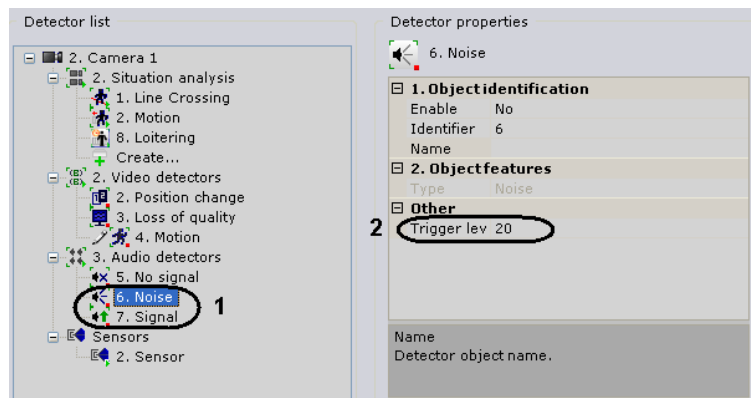 Detector list
2. Camera 1
2. Situation analysis
1. Line Crossing
2. Motion
8. Loitering
Create...
2. Video detectors
2. Position change
3. Loss of quality
4. Motion
3. Audio detectors
5. No signal
6. Noise
7. Signal
1
Sensors
2. Sensor
Detector properties
6. Noise
1. Object identification
Enable No
Identifier 6
Name
2. Object features
Type Noise
Other
2
Trigger lev 20
Name
Detector object name.